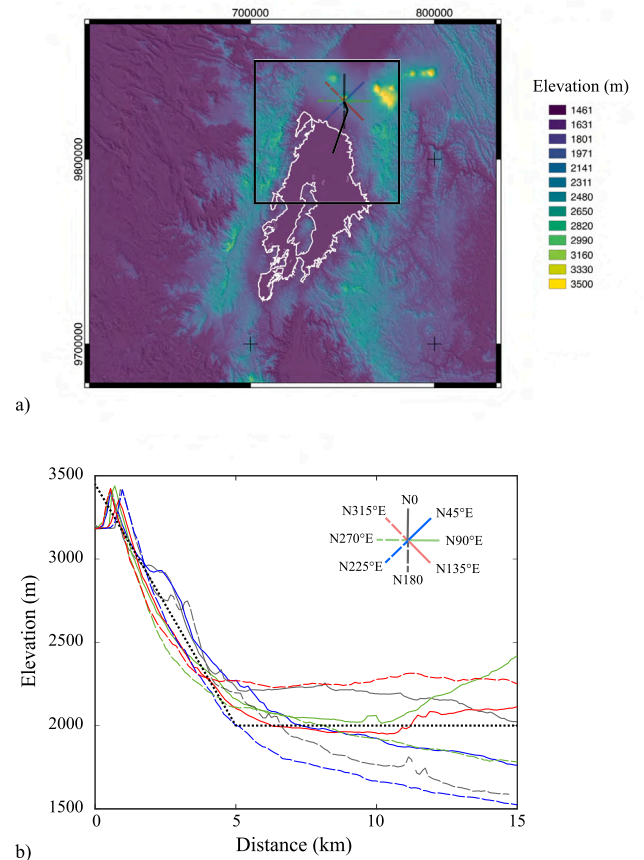 700000 800000
Elevation (m)
1461
1631
1801
1971
2141
2311
2480
2650
2820
2990
3160
3330
3500
9800000
9700000
a)
3500
3000
2500
2000
1500
Elevation (m)
N0
N315°E N45°E
N270°E N90°E
N225°E N135°E
N180
0 5 10 15
Distance (km)
b)